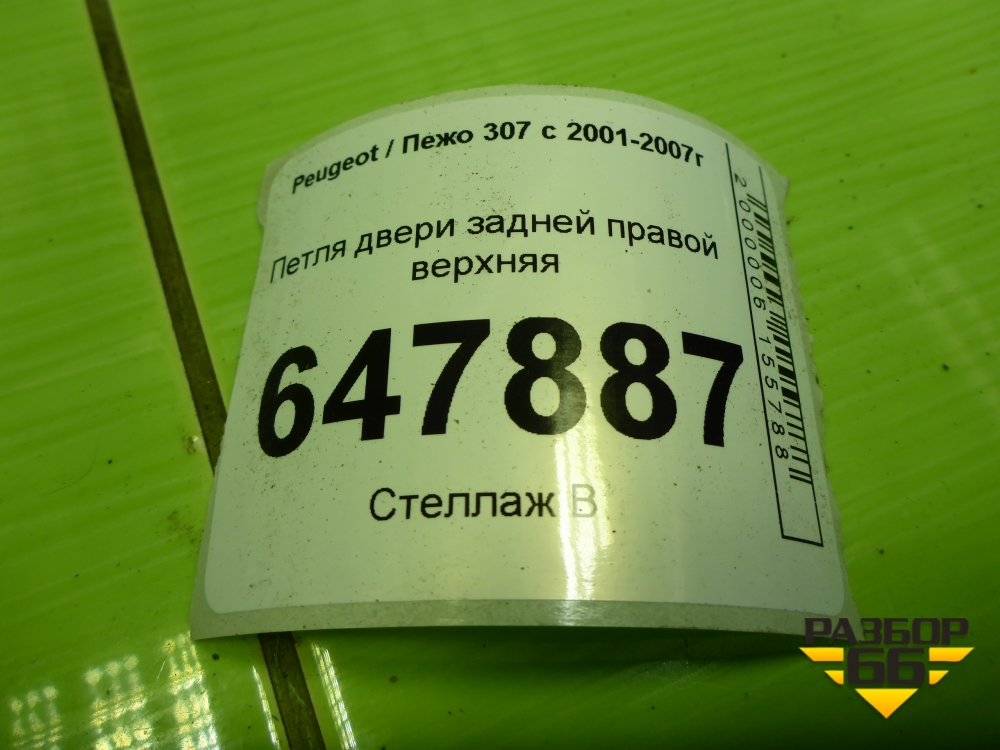 Peugeot / Пежо 307 с 2001-2007г
Петля двери задней правой
верхняя
647887
Стеллаж В
2000006155788
РАЗБОР
66